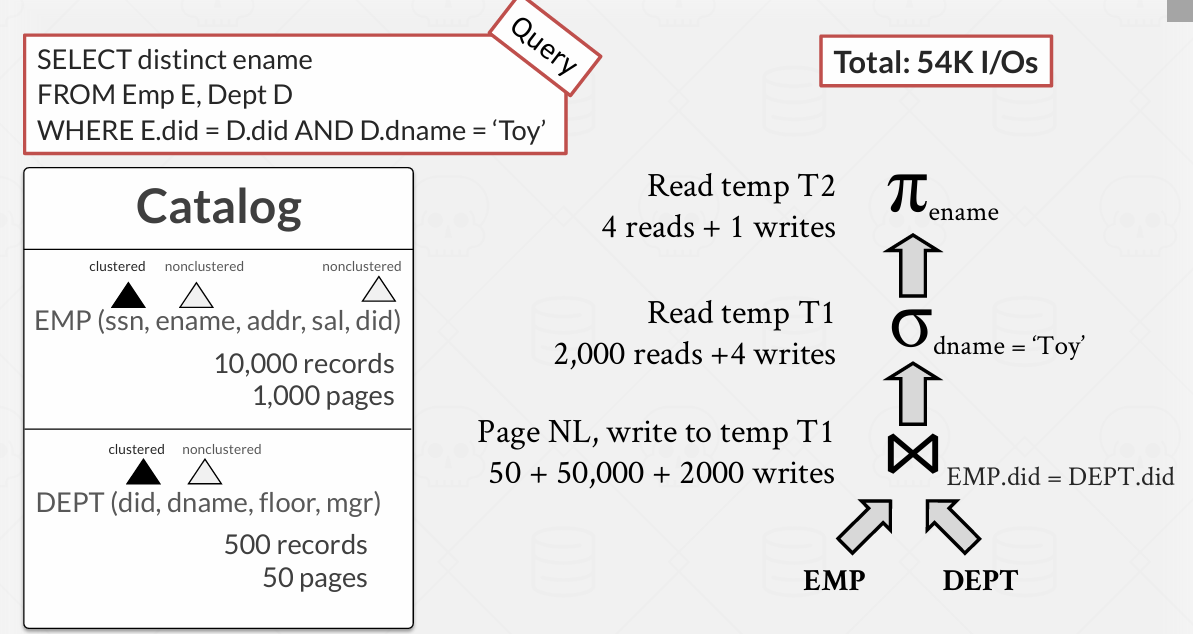 Query
SELECT distinct ename
FROM Emp E, Dept D
WHERE E.did = D.did AND D.dname = ‘Toy’
Total: 54K I/Os
Catalog
clustered nonclustered nonclustered
EMP (ssn, ename, addr, sal, did)
10,000 records
1,000 pages
clustered nonclustered
DEPT (did, dname, floor, mgr)
500 records
50 pages
Read temp T2
4 reads + 1 writes
π ename
Read temp T1
2,000 reads +4 writes
σ dname = ‘Toy’
Page NL, write to temp T1
50 + 50,000 + 2000 writes
⋈ EMP.did = DEPT.did
EMP DEPT